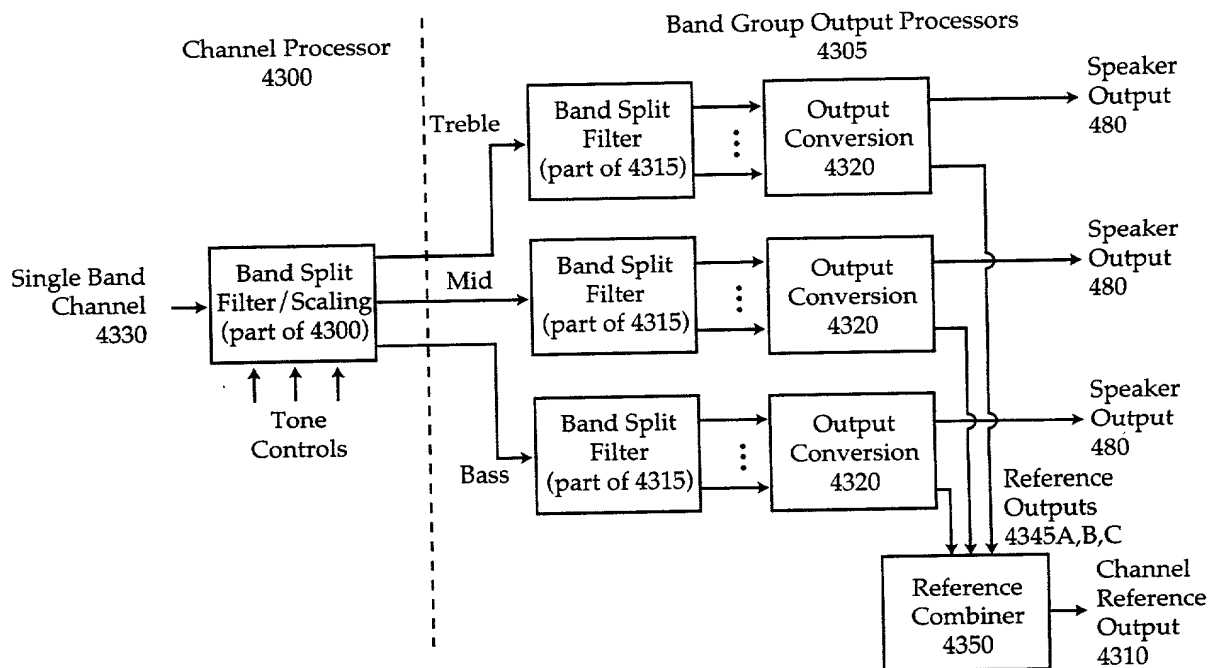 Channel Processor
4300
Band Group Output Processors
4305
Treble
Band Split
Filter
(part of 4315)
Output
Conversion
4320
Speaker
Output
480
Single Band
Channel
4330
Band Split
Filter/Scaling
(part of 4300)
Mid
Band Split
Filter
(part of 4315)
Output
Conversion
4320
Speaker
Output
480
Tone
Controls
Bass
Band Split
Filter
(part of 4315)
Output
Conversion
4320
Speaker
Output
480
Reference
Outputs
4345A,B,C
Reference
Combiner
4350
Channel
Reference
Output
4310